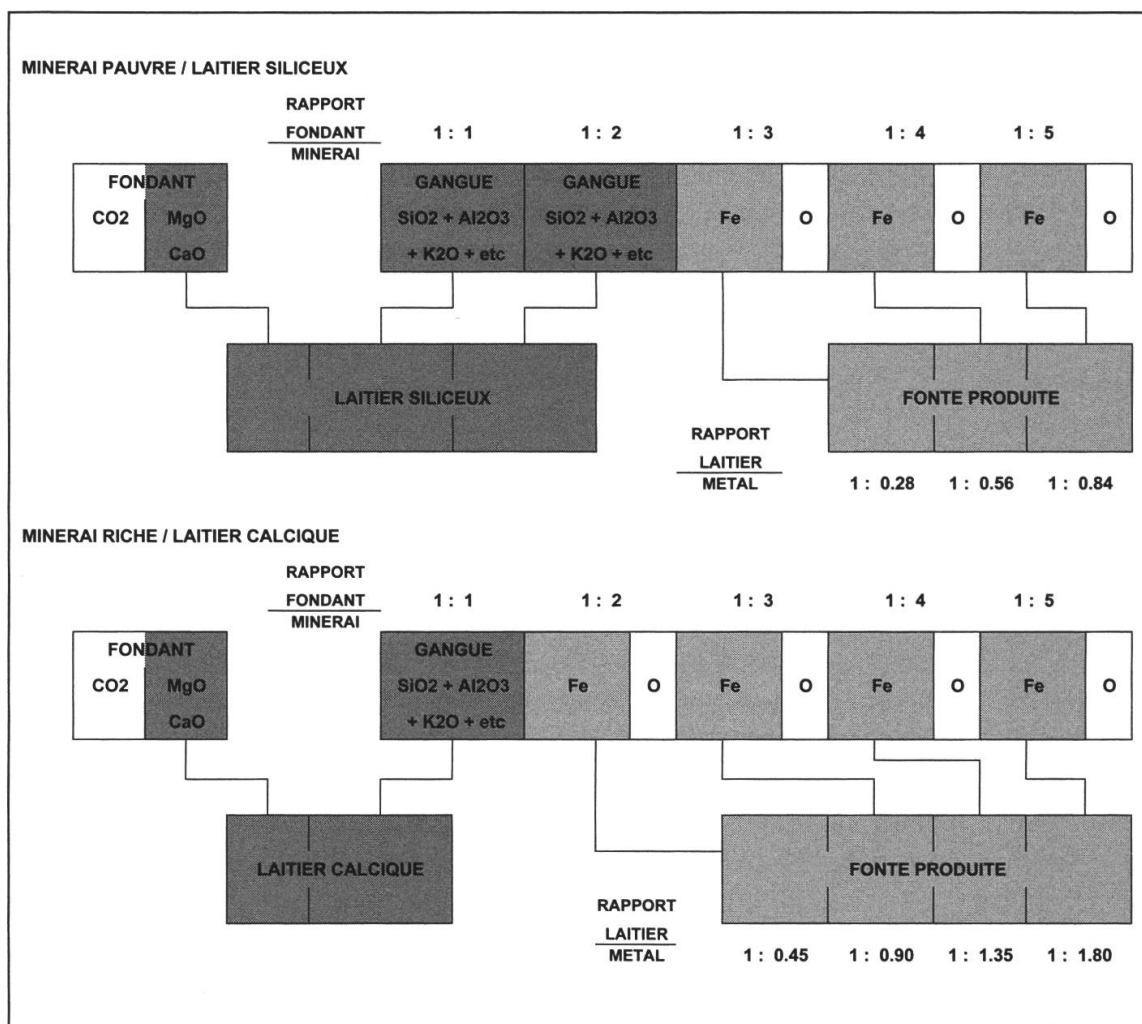 MINERAI PAUVRE / LAITIER SILICEUX
RAPPORT
FONDANT 1 : 1 1 : 2 1 : 3 1 : 4 1 : 5
MINERAI
FONDANT GANGUE GANGUE
CO2 MgO SiO2 + Al2O3 SiO2 + Al2O3 Fe O Fe O Fe O
CaO + K2O + etc + K2O + etc
LAITIER SILICEUX FONTE PRODUITE
RAPPORT
LAITIER
METAL 1 : 0.28 1 : 0.56 1 : 0.84
MINERAI RICHE / LAITIER CALCIQUE
RAPPORT
FONDANT 1 : 1 1 : 2 1 : 3 1 : 4 1 : 5
MINERAI
FONDANT GANGUE
CO2 MgO SiO2 + Al2O3 Fe O Fe O Fe O Fe O
CaO + K2O + etc
LAITIER CALCIQUE FONTE PRODUITE
RAPPORT
LAITIER
METAL 1 : 0.45 1 : 0.90 1 : 1.35 1 : 1.80